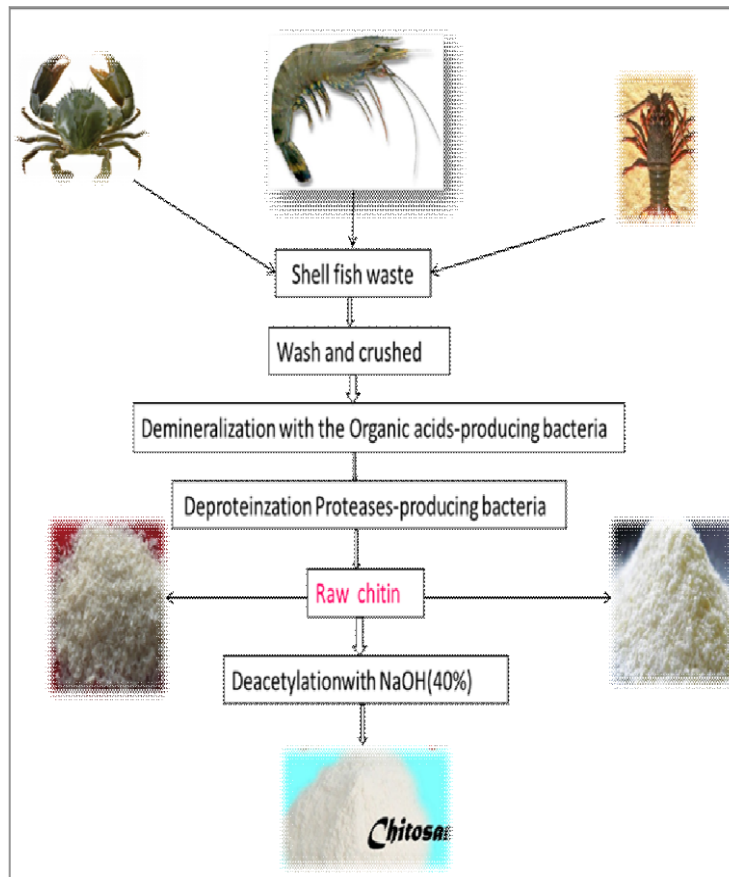 Shell fish waste
Wash and crushed
Demineralization with the Organic acids-producing bacteria
Deproteinzation Proteases-producing bacteria
Raw chitin
Deacetylationwith NaOH(40%)